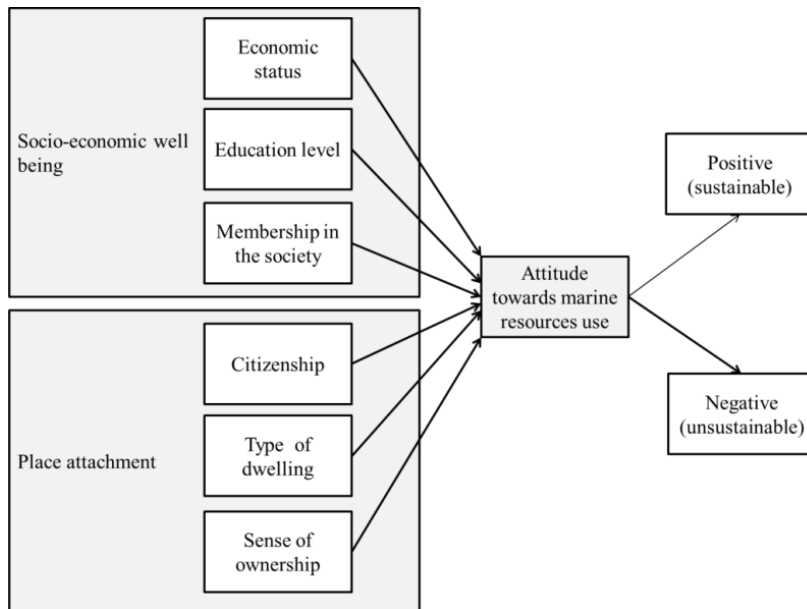 Socio-economic well
being
Economic
status
Education level
Membership in
the society
Place attachment
Citizenship
Type of
dwelling
Sense of
ownership
Attitude
towards marine
resources use
Positive
(sustainable)
Negative
(unsustainable)